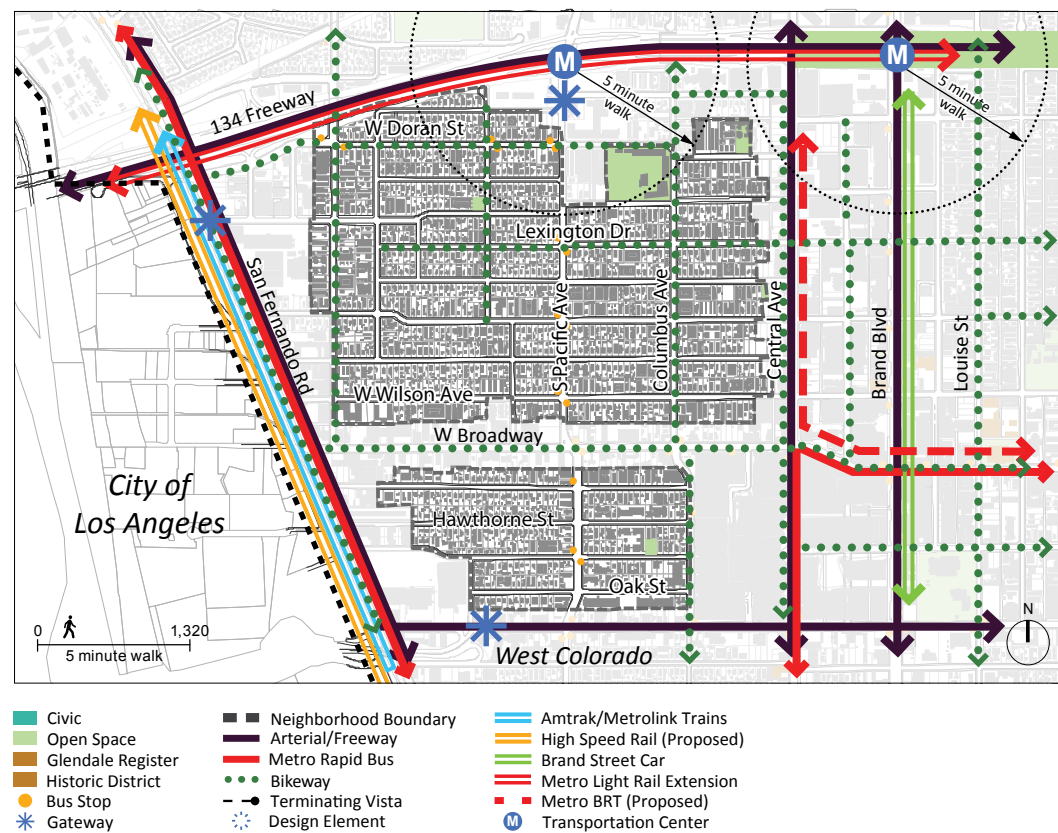 134 Freeway
W Doran St
M
M
5 minute
walk
5 minute
walk
Lexington Dr
San Fernando Rd
S Pacific Ave
Columbus Ave
Central Ave
Brand Blvd
Louise St
W Wilson Ave
W Broadway
City of
Los Angeles
Hawthorne St
Oak St
0
1,320
5 minute walk
West Colorado
N
Civic
Open Space
Glendale Register
Historic District
Bus Stop
Gateway
Neighborhood Boundary
Arterial/Freeway
Metro Rapid Bus
Bikeway
Terminating Vista
Design Element
Amtrak/Metrolink Trains
High Speed Rail (Proposed)
Brand Street Car
Metro Light Rail Extension
Metro BRT (Proposed)
M Transportation Center